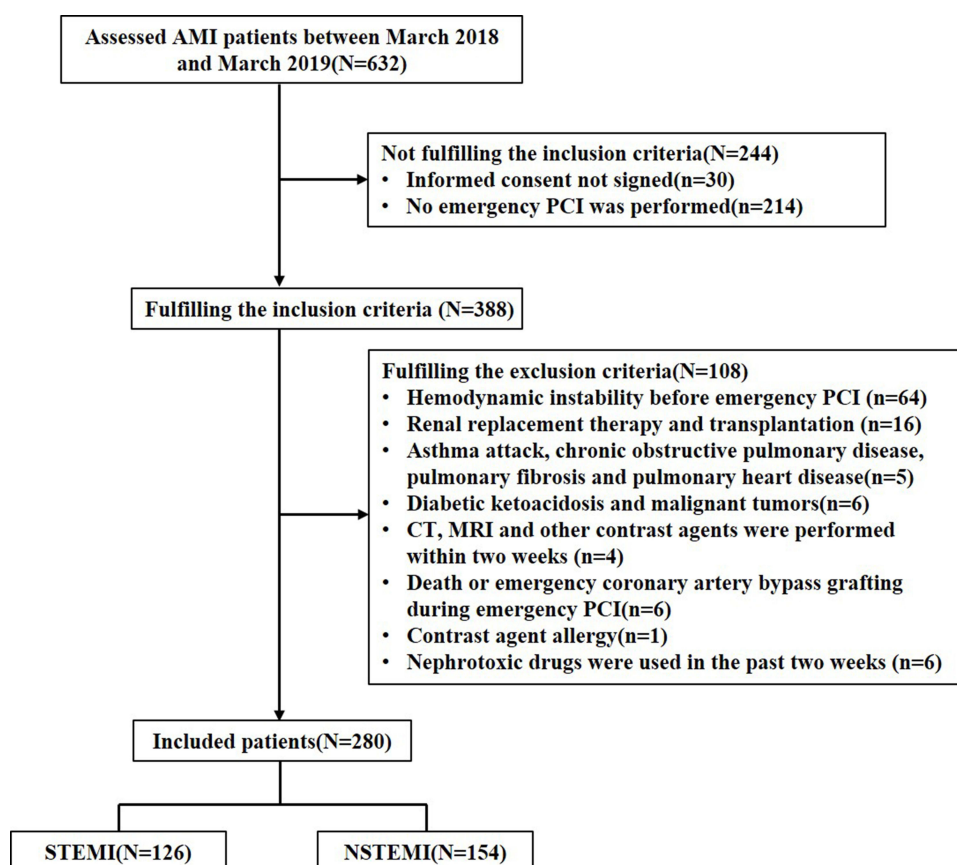 Assessed AMI patients between March 2018
and March 2019(N=632)
Not fulfilling the inclusion criteria(N=244)
• Informed consent not signed(n=30)
• No emergency PCI was performed(n=214)
Fulfilling the inclusion criteria (N=388)
Fulfilling the exclusion criteria(N=108)
• Hemodynamic instability before emergency PCI (n=64)
• Renal replacement therapy and transplantation (n=16)
• Asthma attack, chronic obstructive pulmonary disease,
pulmonary fibrosis and pulmonary heart disease(n=5)
• Diabetic ketoacidosis and malignant tumors(n=6)
• CT, MRI and other contrast agents were performed
within two weeks (n=4)
• Death or emergency coronary artery bypass grafting
during emergency PCI(n=6)
• Contrast agent allergy(n=1)
• Nephrotoxic drugs were used in the past two weeks (n=6)
Included patients(N=280)
STEMI(N=126)
NSTEMI(N=154)